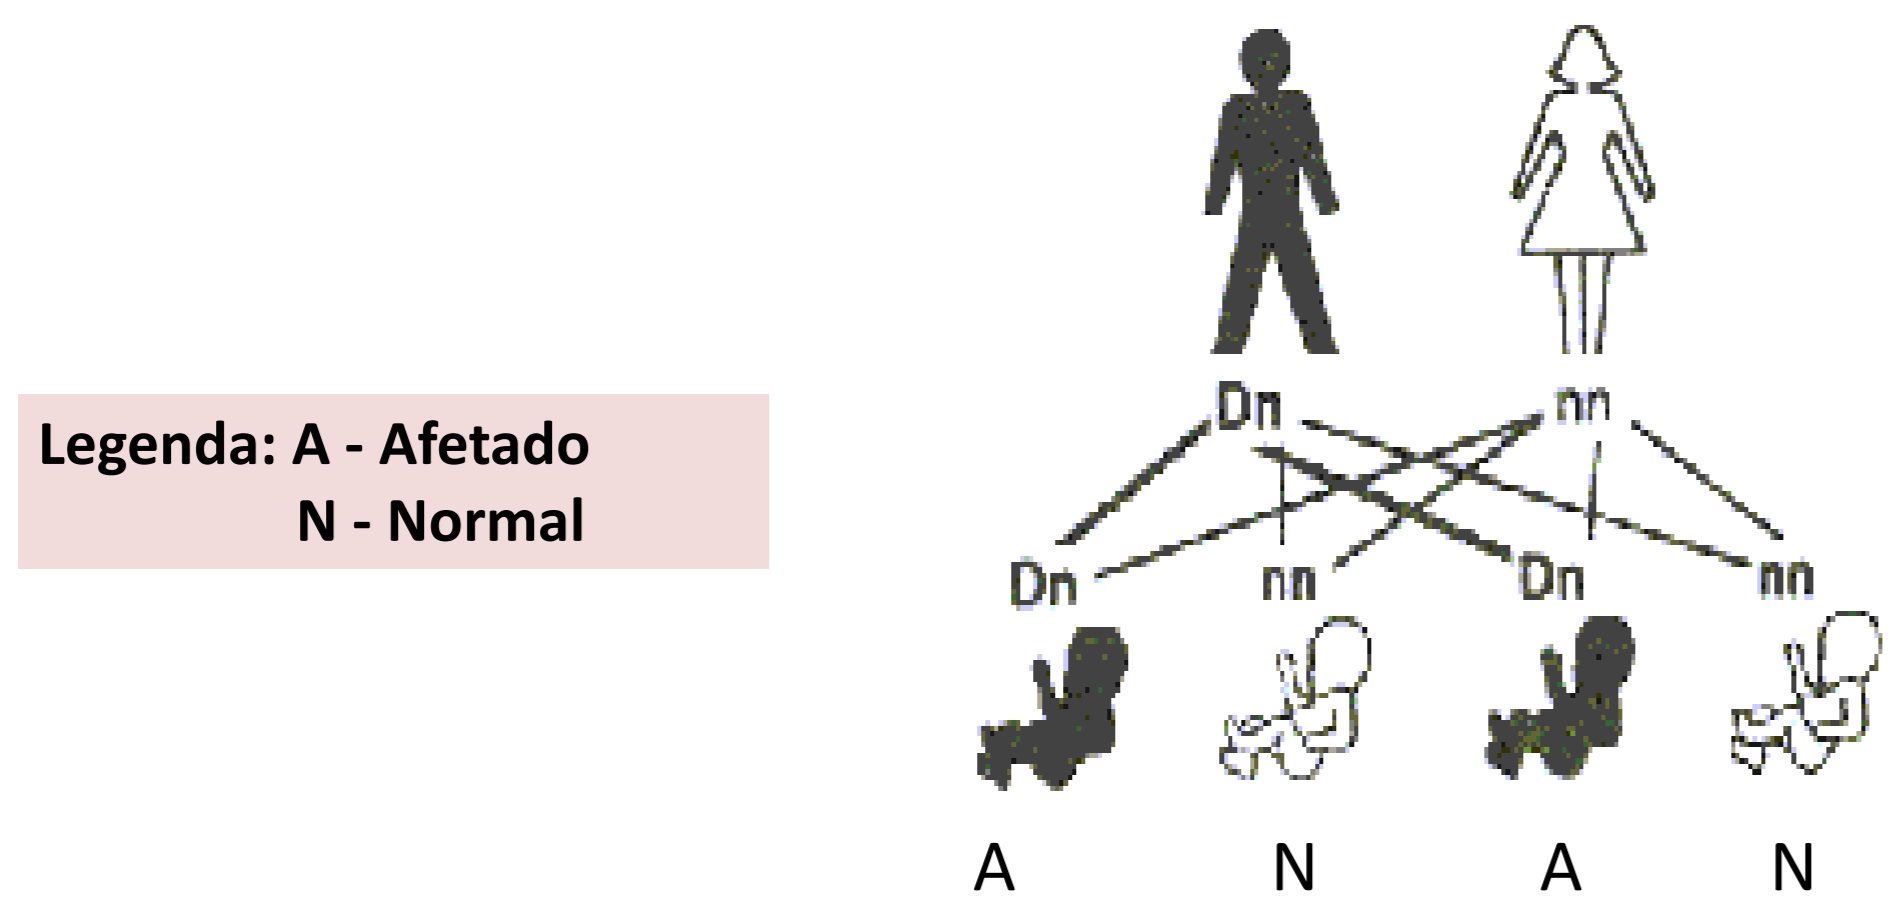 Dn nn
Legenda: A - Afetado
N - Normal
Dn nn Dn nn
A N A N